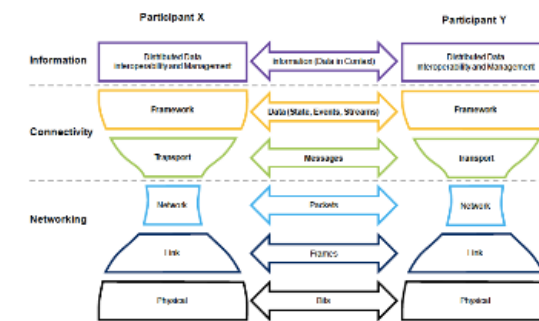 Participant X
Participant Y
Information
Distributed Data
Interoperability and Management
Information (Data in Context)
Distributed Data
Interoperability and Management
Framework
Data (State, Events, Streams)
Framework
Connectivity
Transport
Messages
Transport
Network
Packets
Network
Networking
Link
Frames
Link
Physical
Bits
Physical